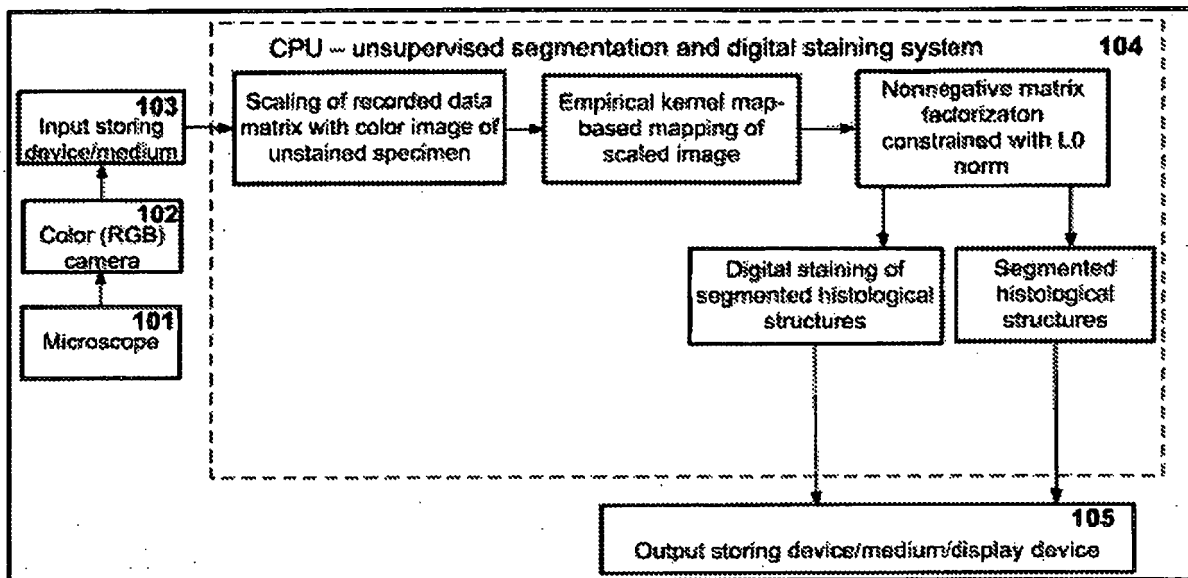 CPU – unsupervised segmentation and digital staining system 104
103
Input storing
device/medium
Scaling of recorded data
matrix with color image of
unstained specimen
Empirical kernel map-
based mapping of
scaled image
Nonnegative matrix
factorizaton
constrained with L0
norm
102
Color (RGB)
camera
101
Microscope
Digital staining of
segmented histological
structures
Segmented
histological
structures
105
Output storing device/medium/display device